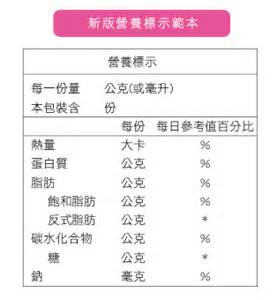 新版營養標示範本
營養標示
每一份量 公克(或毫升)
本包裝含 份
每份 每日參考值百分比
熱量 大卡 %
蛋白質 公克 %
脂肪 公克 %
飽和脂肪 公克 %
反式脂肪 公克 *
碳水化合物 公克 %
糖 公克 *
鈉 毫克 %